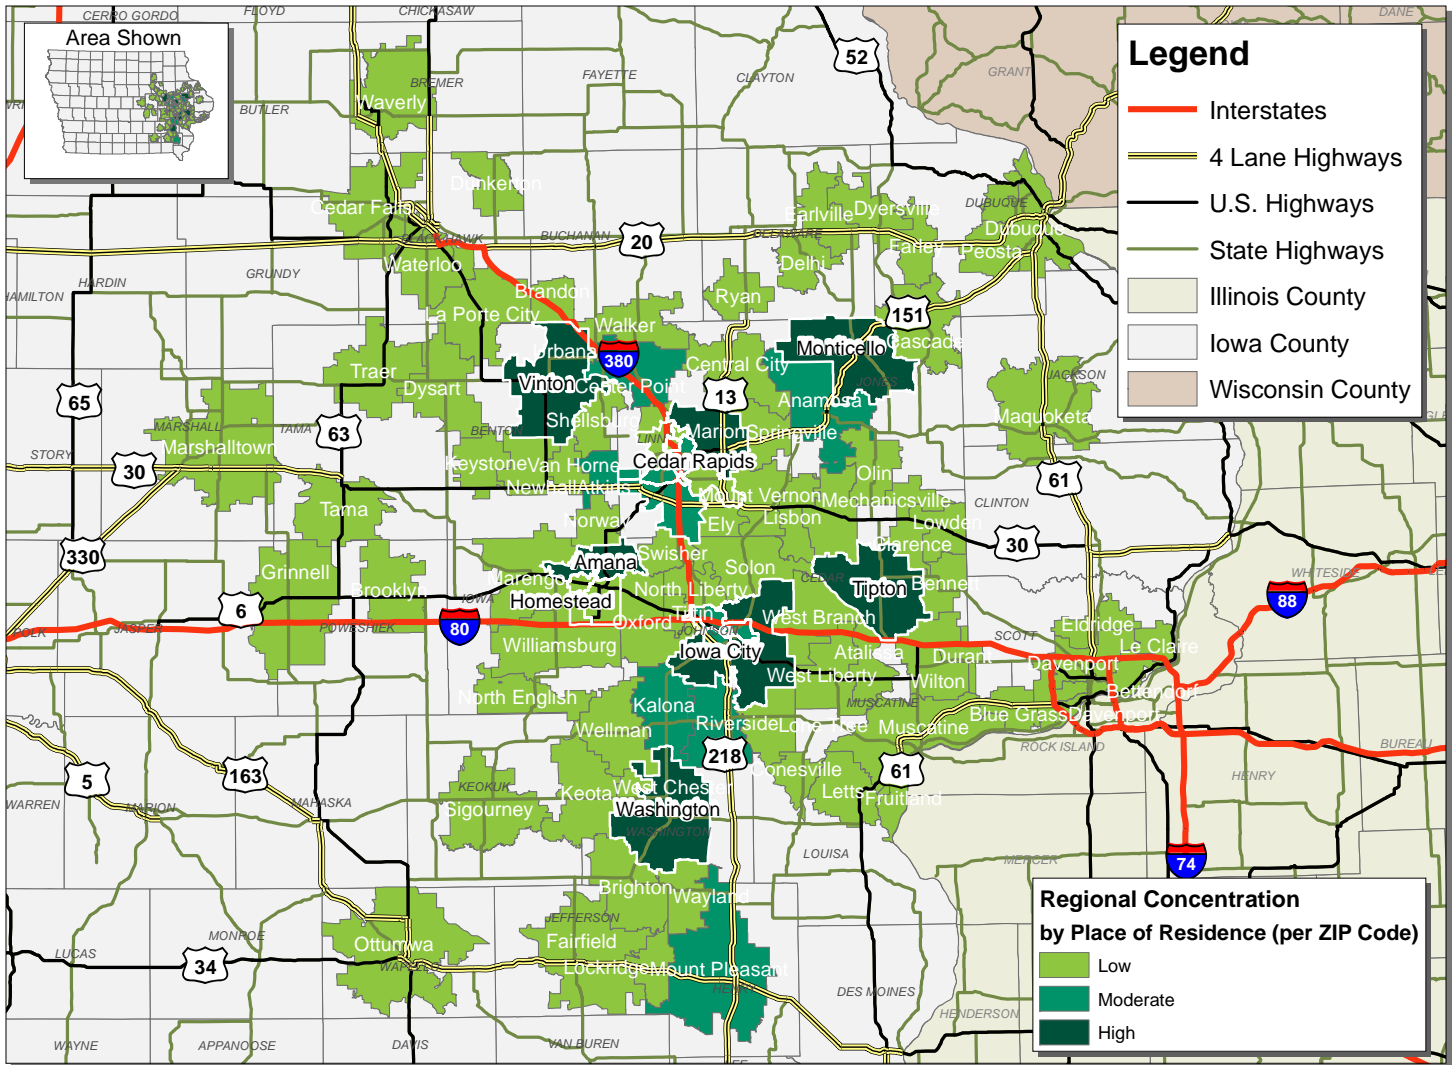 CERRO GORDO
FLOYD
CHICKASAW
DANE
Area Shown
Legend
52
GRANT
FAYETTE
CLAYTON
BREMER
BUTLER
Waverly
Interstates
4 Lane Highways
U.S. Highways
State Highways
Illinois County
Iowa County
Wisconsin County
Dunkerton
Cedar Falls
Earlville
Dyersville
DUBUQUE
Dubuque
BLACK HAWK
BUCHANAN
20
DELAWARE
Farley
Peosta
Waterloo
Delhi
GRUNDY
HARDIN
HAMILTON
Brandon
Ryan
La Porte City
Walker
151
Urbana
380
Monticello
Cascade
Central City
Traer
Vinton
Center Point
JONES
JACKSON
Dysart
13
Anamosa
65
Shellsburg
Maquoketa
MARSHALL
TAMA
63
BENTON
LINN
Marion
Springville
Marshalltown
STORY
30
Keystone
Van Horne
Cedar Rapids
Olin
61
Newhall
Atkins
Mount Vernon
Mechanicsville
CLINTON
Tama
Norway
Ely
Lisbon
Lowden
330
Swisher
Clarence
30
Grinnell
Amana
Solon
WHITESIDE
Brooklyn
Marengo
North Liberty
CEDAR
Tipton
Bennett
88
6
IOWA
Homestead
Tiffin
West Branch
POLK
JASPER
POWESHIEK
80
Oxford
JOHNSON
SCOTT
Eldridge
Williamsburg
Iowa City
Atalissa
Durant
Le Claire
Davenport
West Liberty
Wilton
Bettendorf
North English
Kalona
MUSCATINE
Blue Grass
Davenport
Wellman
Riverside
Lone Tree
Muscatine
ROCK ISLAND
BUREAU
218
61
5
163
Conesville
HENRY
KEOKUK
Keota
West Chester
Letts
Fruitland
WARREN
MARION
MAHASKA
Sigourney
Washington
WASHINGTON
LOUISA
MERCER
74
Brighton
Wayland
Regional Concentration
by Place of Residence (per ZIP Code)
Low
Moderate
High
JEFFERSON
MONROE
Ottumwa
Fairfield
LUCAS
34
WAPELLO
Lockridge
Mount Pleasant
HENRY
DES MOINES
HENDERSON
WAYNE
APPANOOSE
DAVIS
VAN BUREN